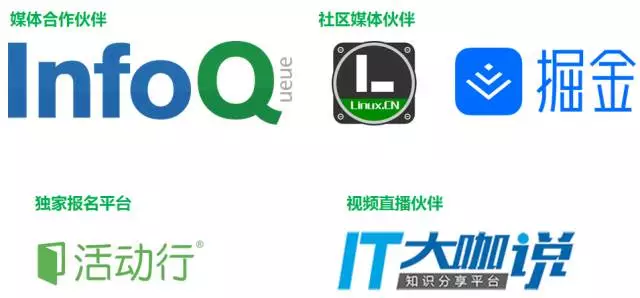 媒体合作伙伴
社区媒体伙伴
InfoQ
ueue
L
Linux.CN
掘金
独家报名平台
视频直播伙伴
活动行®
IT大咖说
知识分享平台